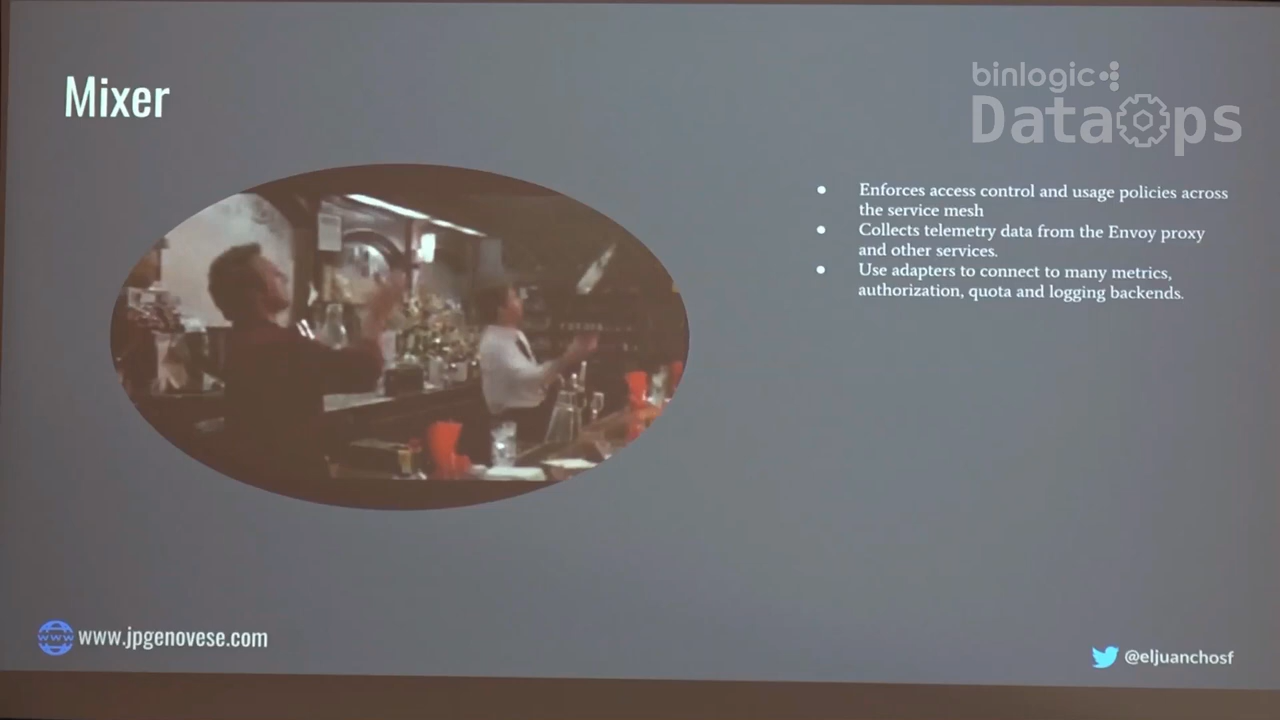 Mixer
binlogic
DataOps
Enforces access control and usage policies across
the service mesh
Collects telemetry data from the Envoy proxy
and other services.
Use adapters to connect to many metrics,
authorization, quota and logging backends.
www
www.jpgenovese.com
@eljuanchosf